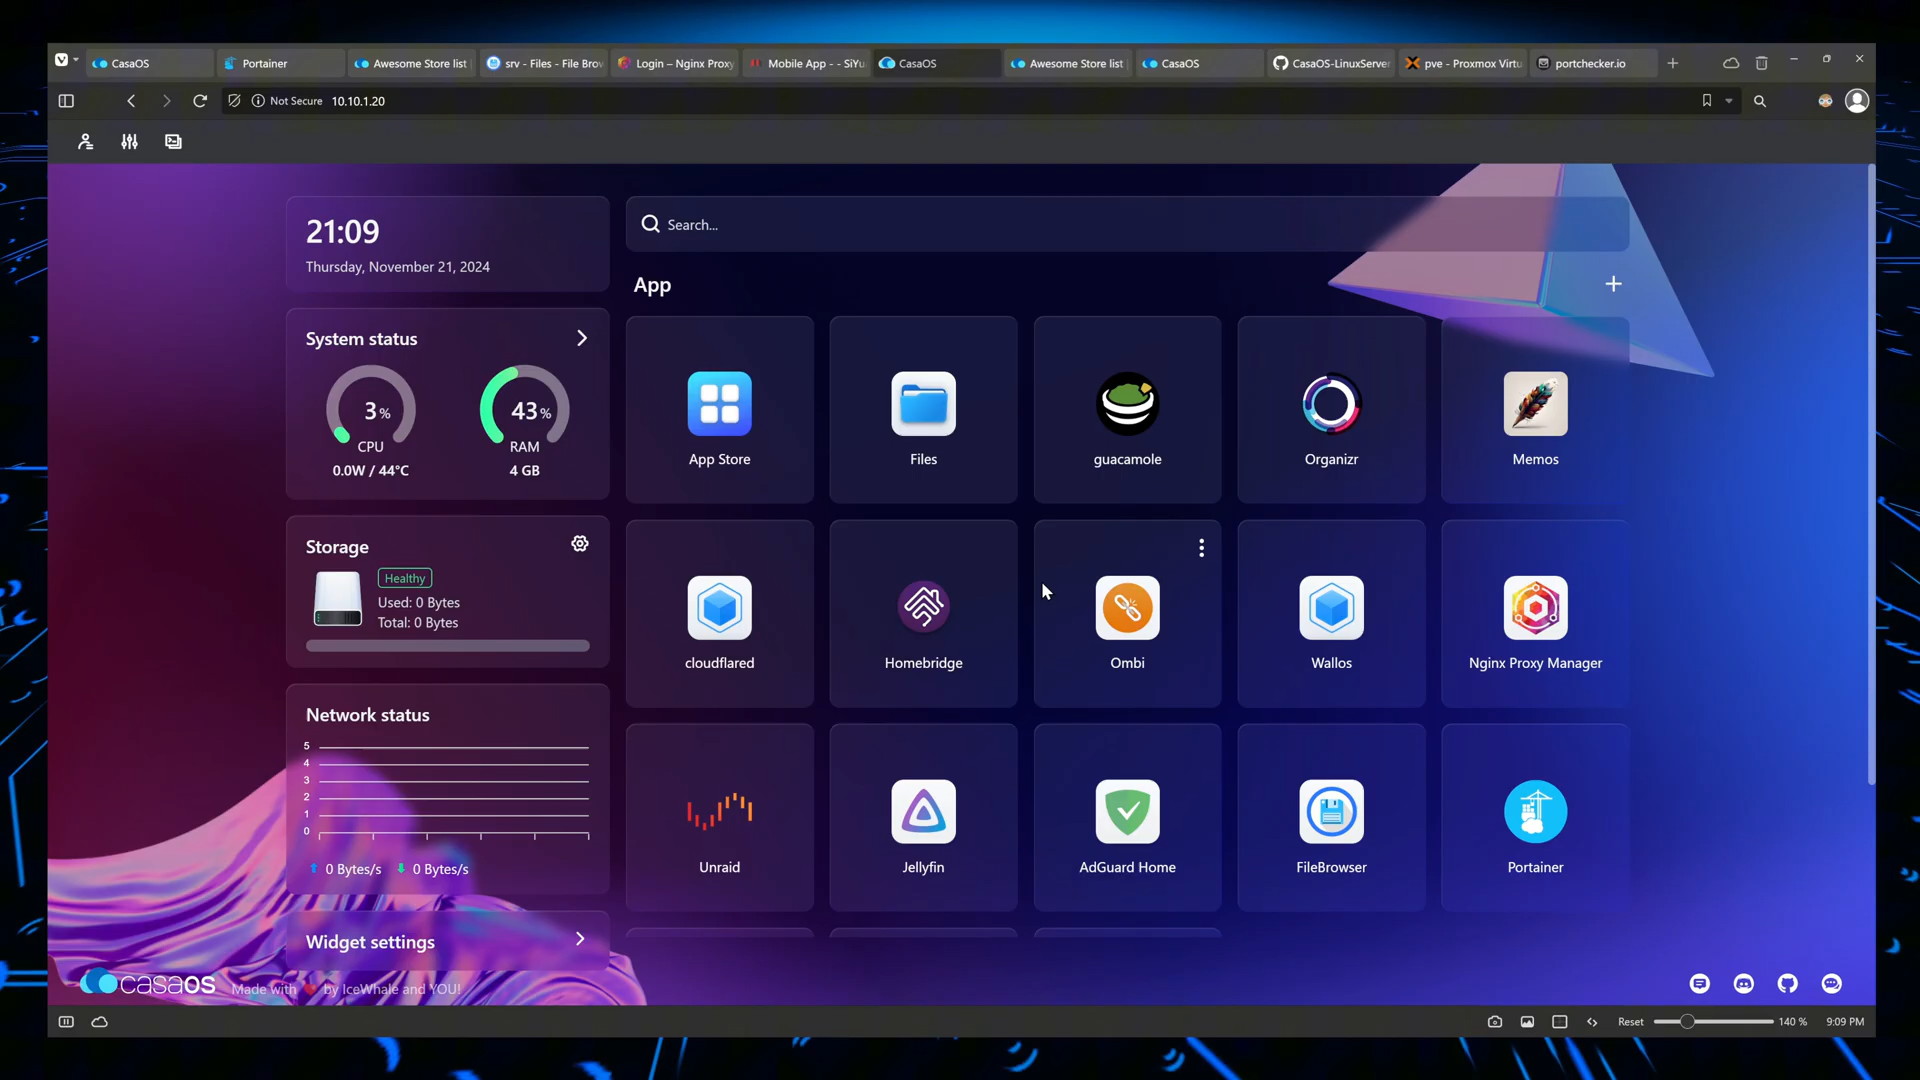 CasaOS
Portainer
Awesome Store list
srv - Files - File Brow
Login – Nginx Proxy
Mobile App - - SiYu
CasaOS
Awesome Store list
CasaOS
CasaOS-LinuxServer
pve - Proxmox Virtu
portchecker.io
Not Secure 10.10.1.20
21:09
Thursday, November 21, 2024
Search...
App
System status
3%
CPU
0.0W / 44°C
43%
RAM
4 GB
App Store
Files
guacamole
Organizr
Memos
Storage
Healthy
Used: 0 Bytes
Total: 0 Bytes
cloudflared
Homebridge
Ombi
Wallos
Nginx Proxy Manager
Network status
5
4
3
2
1
0
0 Bytes/s
0 Bytes/s
Unraid
Jellyfin
AdGuard Home
FileBrowser
Portainer
Widget settings
casaOS
Made with ❤ by IceWhale and YOU!
Reset
140 %
9:09 PM